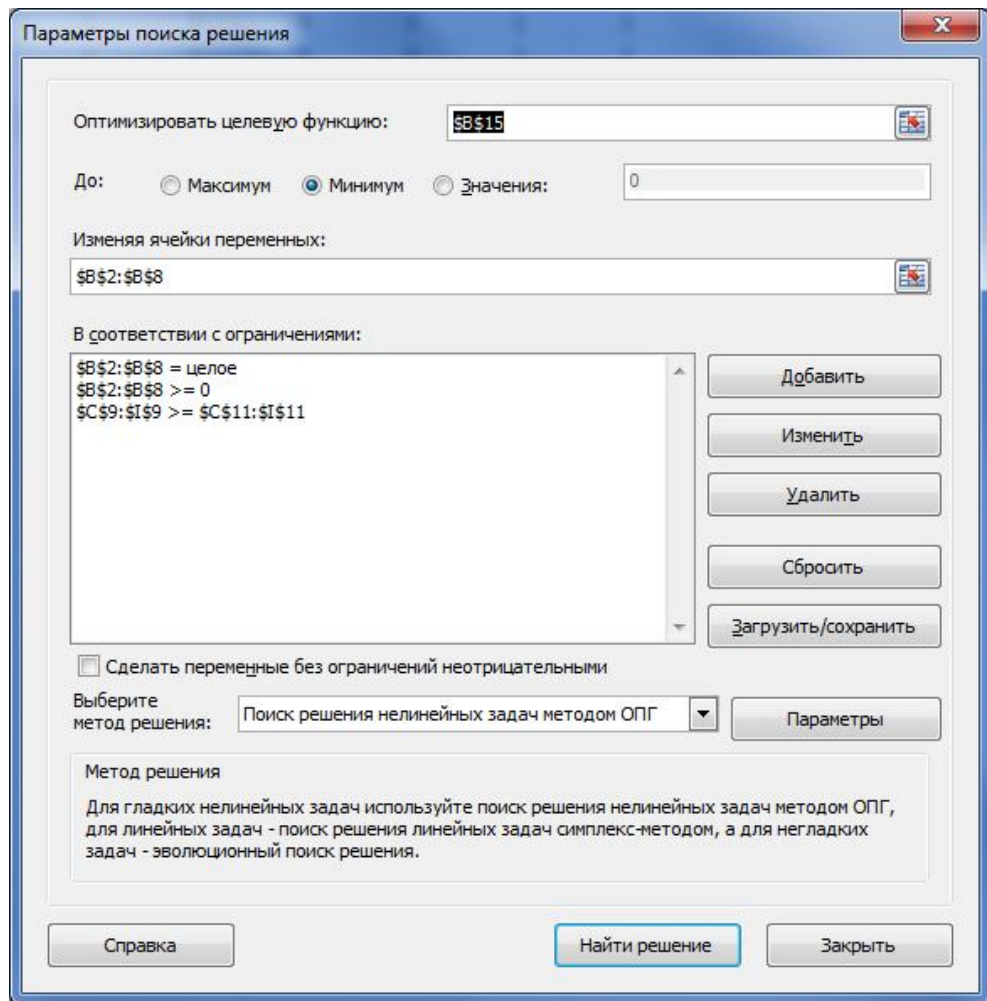 Параметры поиска решения
Оптимизировать целевую функцию:
$B$15
До:
Максимум
Минимум
Значения:
0
Изменяя ячейки переменных:
$B$2:$B$8
В соответствии с ограничениями:
$B$2:$B$8 = целое
$B$2:$B$8 >= 0
$C$9:$I$9 >= $C$11:$I$11
Добавить
Изменить
Удалить
Сбросить
Загрузить/сохранить
Сделать переменные без ограничений неотрицательными
Выберите
метод решения:
Поиск решения нелинейных задач методом ОПГ
Параметры
Метод решения
Для гладких нелинейных задач используйте поиск решения нелинейных задач методом ОПГ,
для линейных задач - поиск решения линейных задач симплекс-методом, а для негладких
задач - эволюционный поиск решения.
Справка
Найти решение
Закрыть